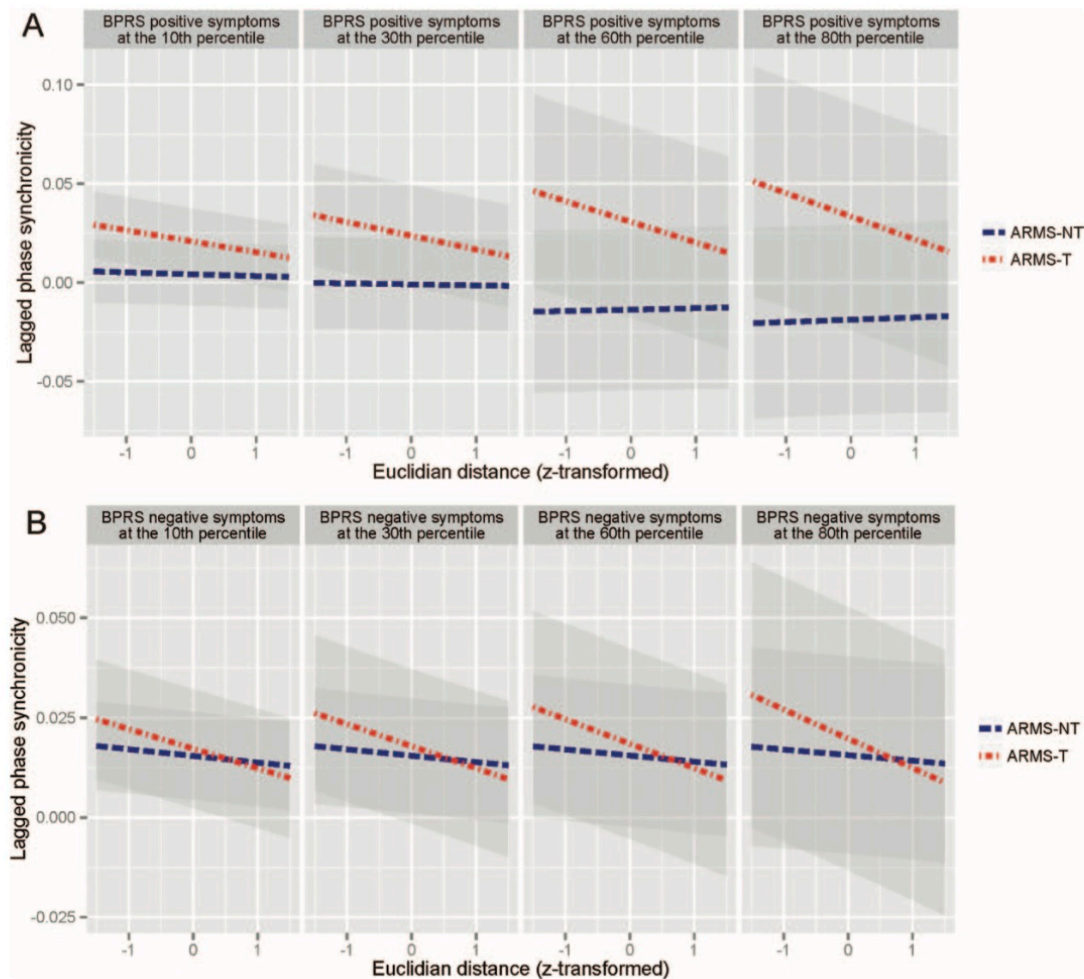 A
BPRS positive symptoms
at the 10th percentile
BPRS positive symptoms
at the 30th percentile
BPRS positive symptoms
at the 60th percentile
BPRS positive symptoms
at the 80th percentile
0.10
0.05
0.00
-0.05
Lagged phase synchronicity
-1 0 1 -1 0 1 -1 0 1 -1 0 1
Euclidian distance (z-transformed)
ARMS-NT
ARMS-T
B
BPRS negative symptoms
at the 10th percentile
BPRS negative symptoms
at the 30th percentile
BPRS negative symptoms
at the 60th percentile
BPRS negative symptoms
at the 80th percentile
0.050
0.025
0.000
-0.025
Lagged phase synchronicity
-1 0 1 -1 0 1 -1 0 1 -1 0 1
Euclidian distance (z-transformed)
ARMS-NT
ARMS-T